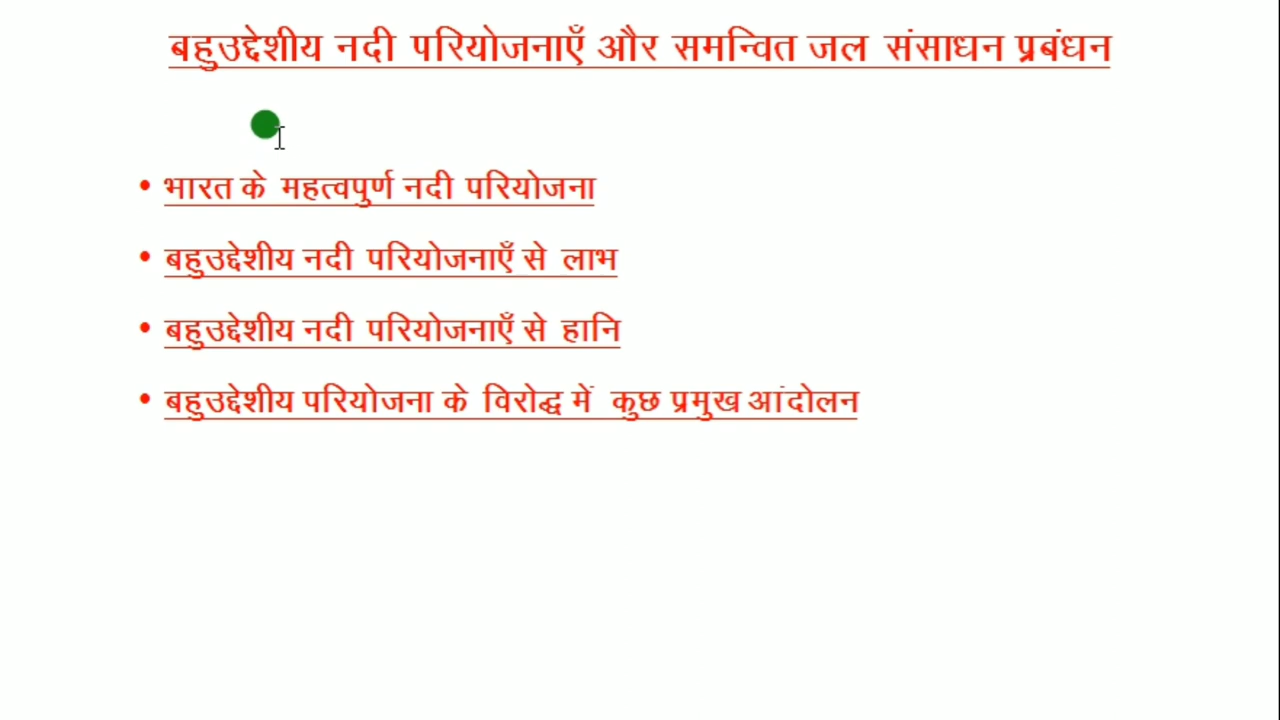 बहुउद्देशीय नदी परियोजनाएँ और समन्वित जल संसाधन प्रबंधन
• भारत के महत्वपुर्ण नदी परियोजना
• बहुउद्देशीय नदी परियोजनाएँ से लाभ
• बहुउद्देशीय नदी परियोजनाएँ से हानि
• बहुउद्देशीय परियोजना के विरोद्ध में कुछ प्रमुख आंदोलन